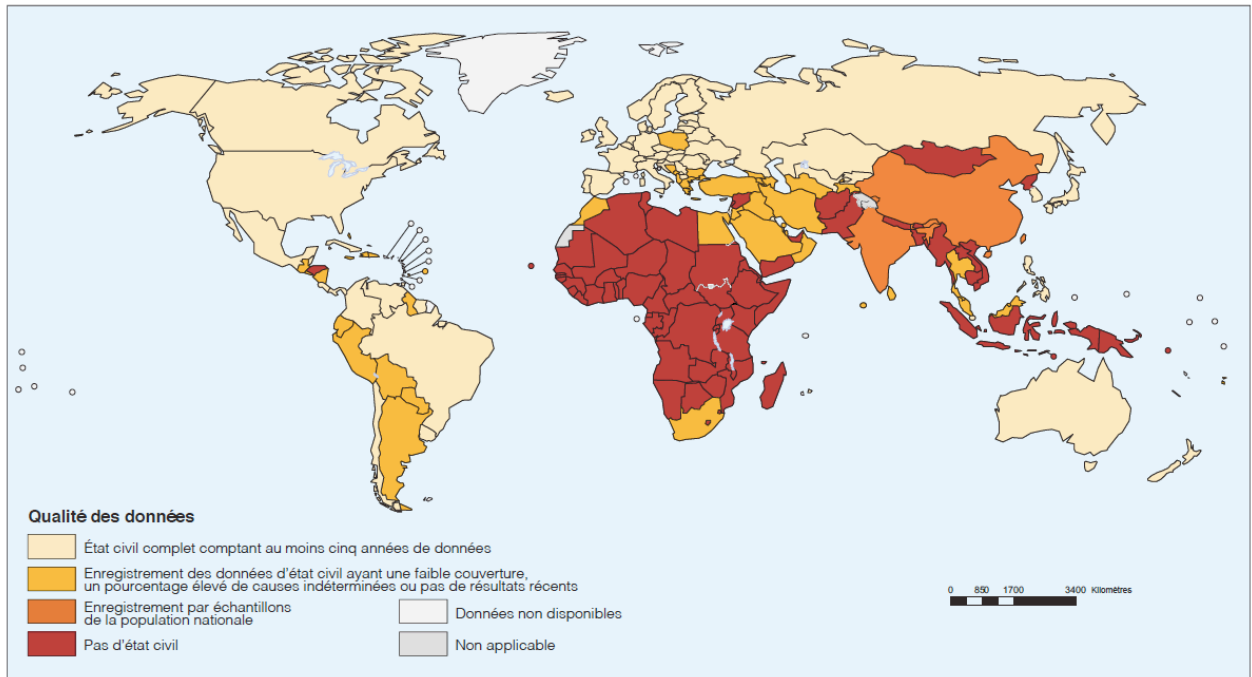 Qualité des données
État civil complet comptant au moins cinq années de données
Enregistrement des données d'état civil ayant une faible couverture,
un pourcentage élevé de causes indéterminées ou pas de résultats récents
Enregistrement par échantillons
de la population nationale
Pas d'état civil
Données non disponibles
Non applicable
0 850 1700 3400 Kilomètres